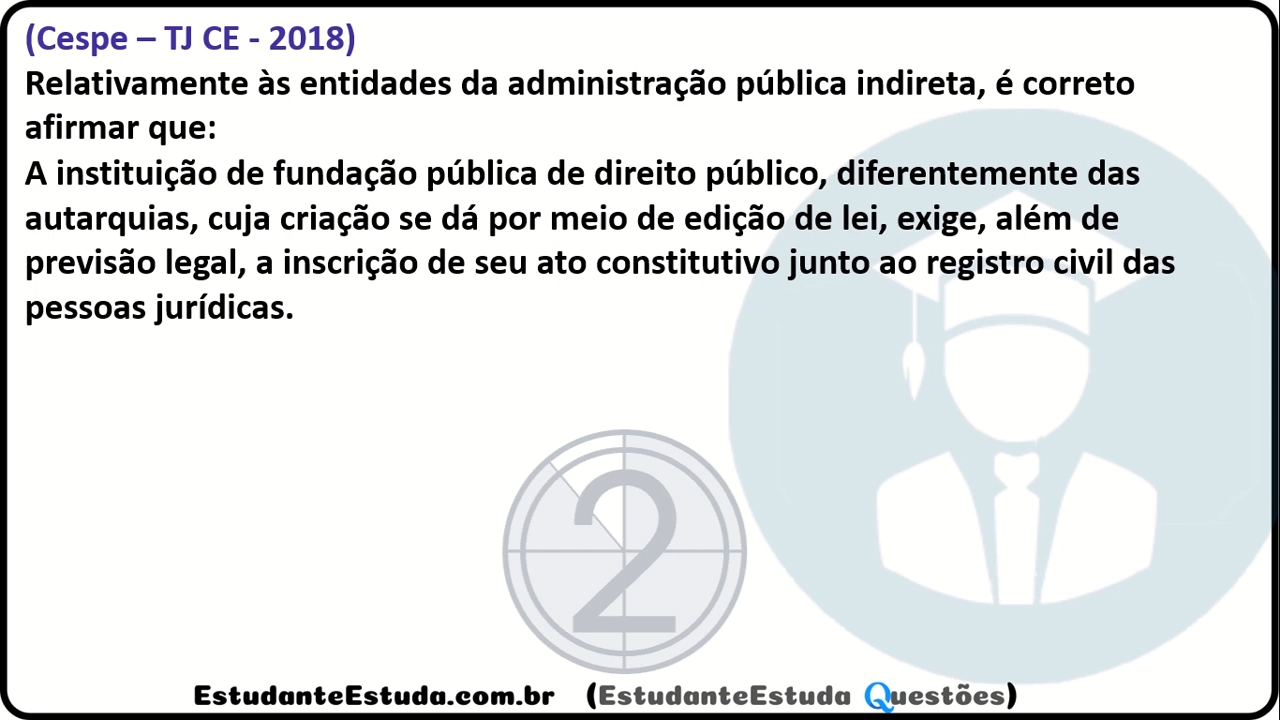 (Cespe – TJ CE - 2018)
Relativamente às entidades da administração pública indireta, é correto
afirmar que:
A instituição de fundação pública de direito público, diferentemente das
autarquias, cuja criação se dá por meio de edição de lei, exige, além de
previsão legal, a inscrição de seu ato constitutivo junto ao registro civil das
pessoas jurídicas.
2
EstudanteEstuda.com.br (EstudanteEstuda Questões)